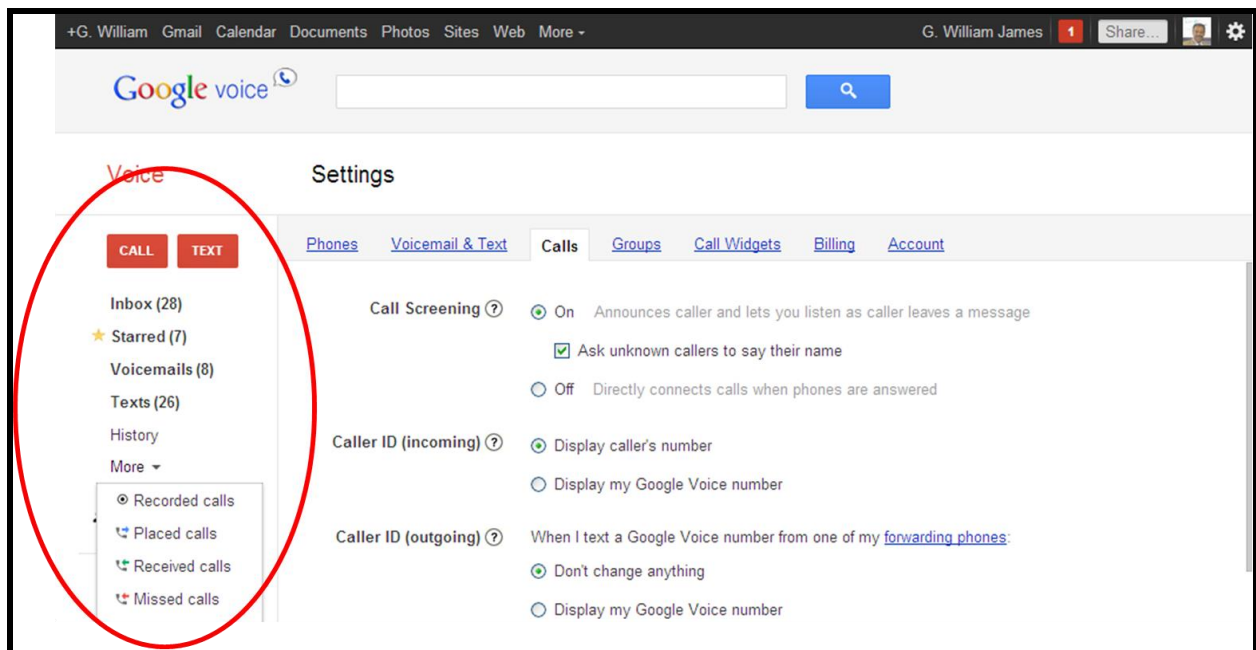 +G. William Gmail Calendar Documents Photos Sites Web More G. William James 1 Share...
Google voice
Voice Settings
CALL TEXT Phones Voicemail & Text Calls Groups Call Widgets Billing Account
Inbox (28)
Starred (7)
Voicemails (8)
Texts (26)
History
More
Recorded calls
Placed calls
Received calls
Missed calls
Call Screening ? On Announces caller and lets you listen as caller leaves a message
Ask unknown callers to say their name
Off Directly connects calls when phones are answered
Caller ID (incoming) ? Display caller's number
Display my Google Voice number
Caller ID (outgoing) ? When I text a Google Voice number from one of my forwarding phones:
Don't change anything
Display my Google Voice number